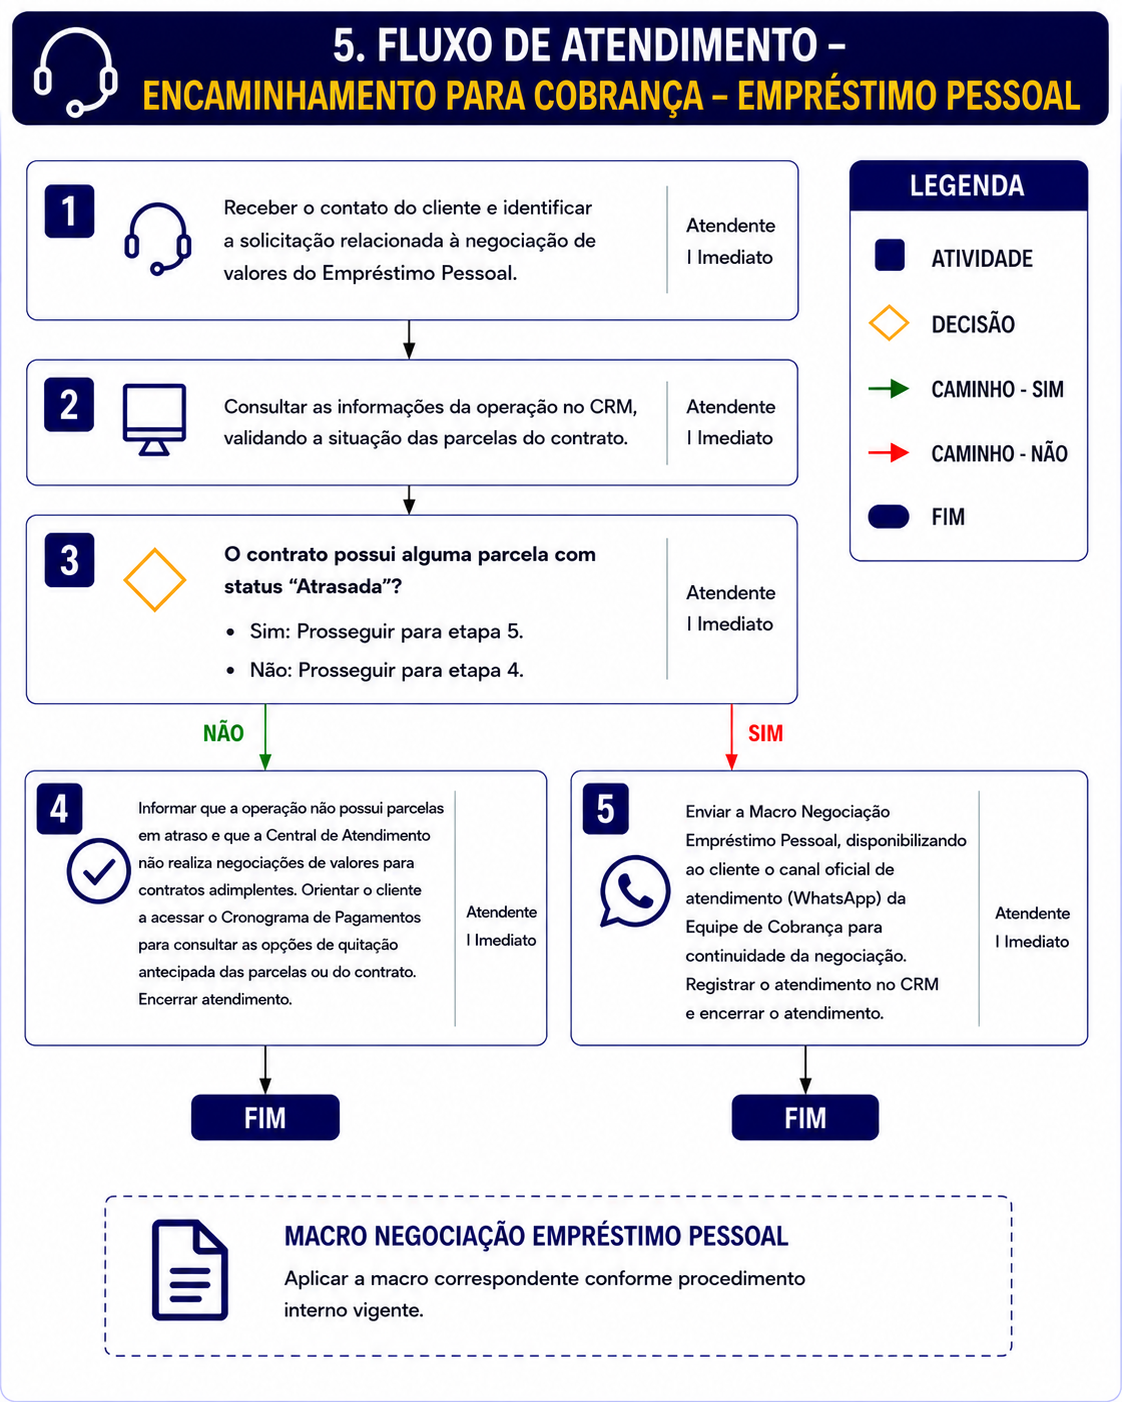 5. FLUXO DE ATENDIMENTO –
ENCAMINHAMENTO PARA COBRANÇA – EMPRÉSTIMO PESSOAL
1
Receber o contato do cliente e identificar
a solicitação relacionada à negociação de
valores do Empréstimo Pessoal.
Atendente
| Imediato
LEGENDA
ATIVIDADE
DECISÃO
CAMINHO - SIM
CAMINHO - NÃO
FIM
2
Consultar as informações da operação no CRM,
validando a situação das parcelas do contrato.
Atendente
| Imediato
3
O contrato possui alguma parcela com
status “Atrasada”?
• Sim: Prosseguir para etapa 5.
• Não: Prosseguir para etapa 4.
Atendente
| Imediato
NÃO
SIM
4
Informar que a operação não possui parcelas
em atraso e que a Central de Atendimento
não realiza negociações de valores para
contratos adimplentes. Orientar o cliente
a acessar o Cronograma de Pagamentos
para consultar as opções de quitação
antecipada das parcelas ou do contrato.
Encerrar atendimento.
Atendente
| Imediato
5
Enviar a Macro Negociação
Empréstimo Pessoal, disponibilizando
ao cliente o canal oficial de
atendimento (WhatsApp) da
Equipe de Cobrança para
continuidade da negociação.
Registrar o atendimento no CRM
e encerrar o atendimento.
Atendente
| Imediato
FIM
FIM
MACRO NEGOCIAÇÃO EMPRÉSTIMO PESSOAL
Aplicar a macro correspondente conforme procedimento
interno vigente.